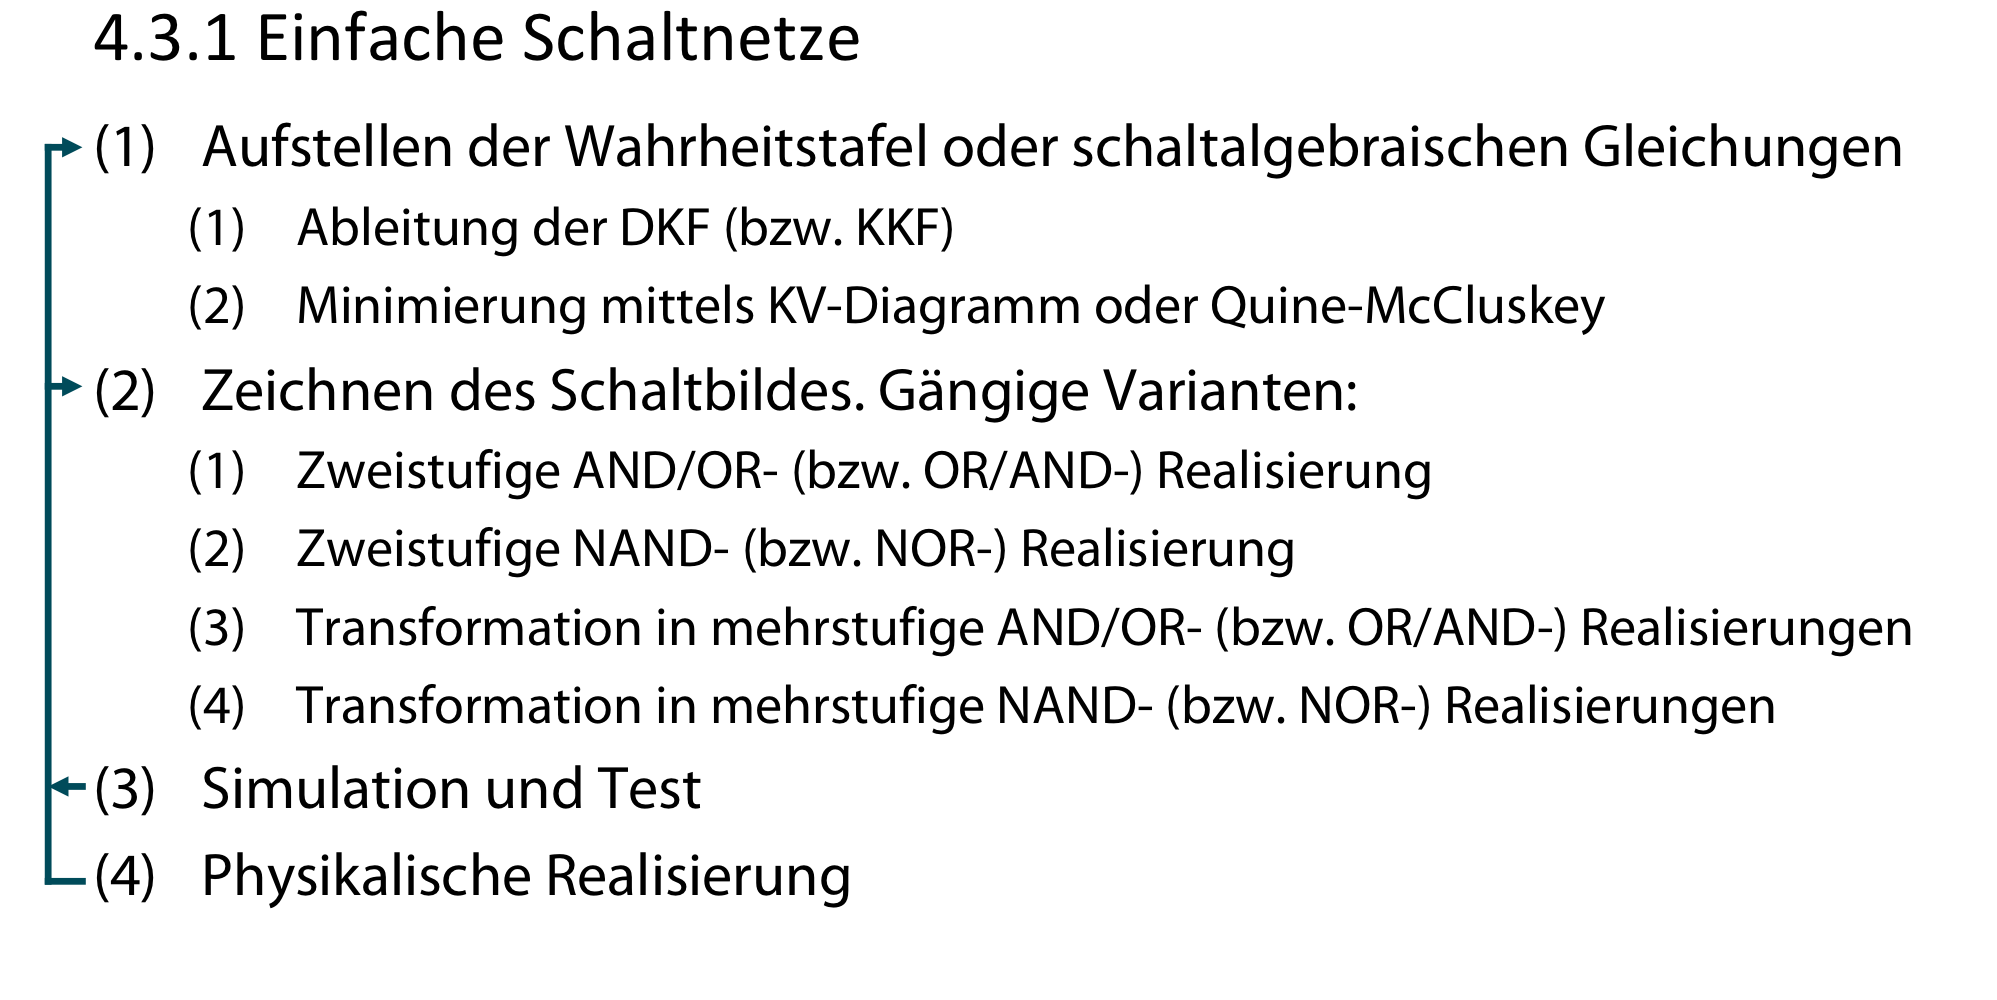 4.3.1 Einfache Schaltnetze
(1) Aufstellen der Wahrheitstafel oder schaltalgebraischen Gleichungen
(1) Ableitung der DKF (bzw. KKF)
(2) Minimierung mittels KV-Diagramm oder Quine-McCluskey
(2) Zeichnen des Schaltbildes. Gängige Varianten:
(1) Zweistufige AND/OR- (bzw. OR/AND-) Realisierung
(2) Zweistufige NAND- (bzw. NOR-) Realisierung
(3) Transformation in mehrstufige AND/OR- (bzw. OR/AND-) Realisierungen
(4) Transformation in mehrstufige NAND- (bzw. NOR-) Realisierungen
(3) Simulation und Test
(4) Physikalische Realisierung